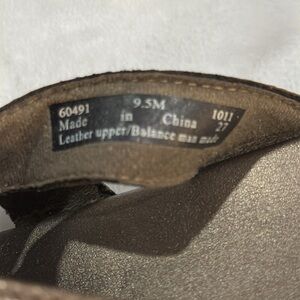 60491 9.5M 1011
Made in China 27
Leather upper/Balance man made